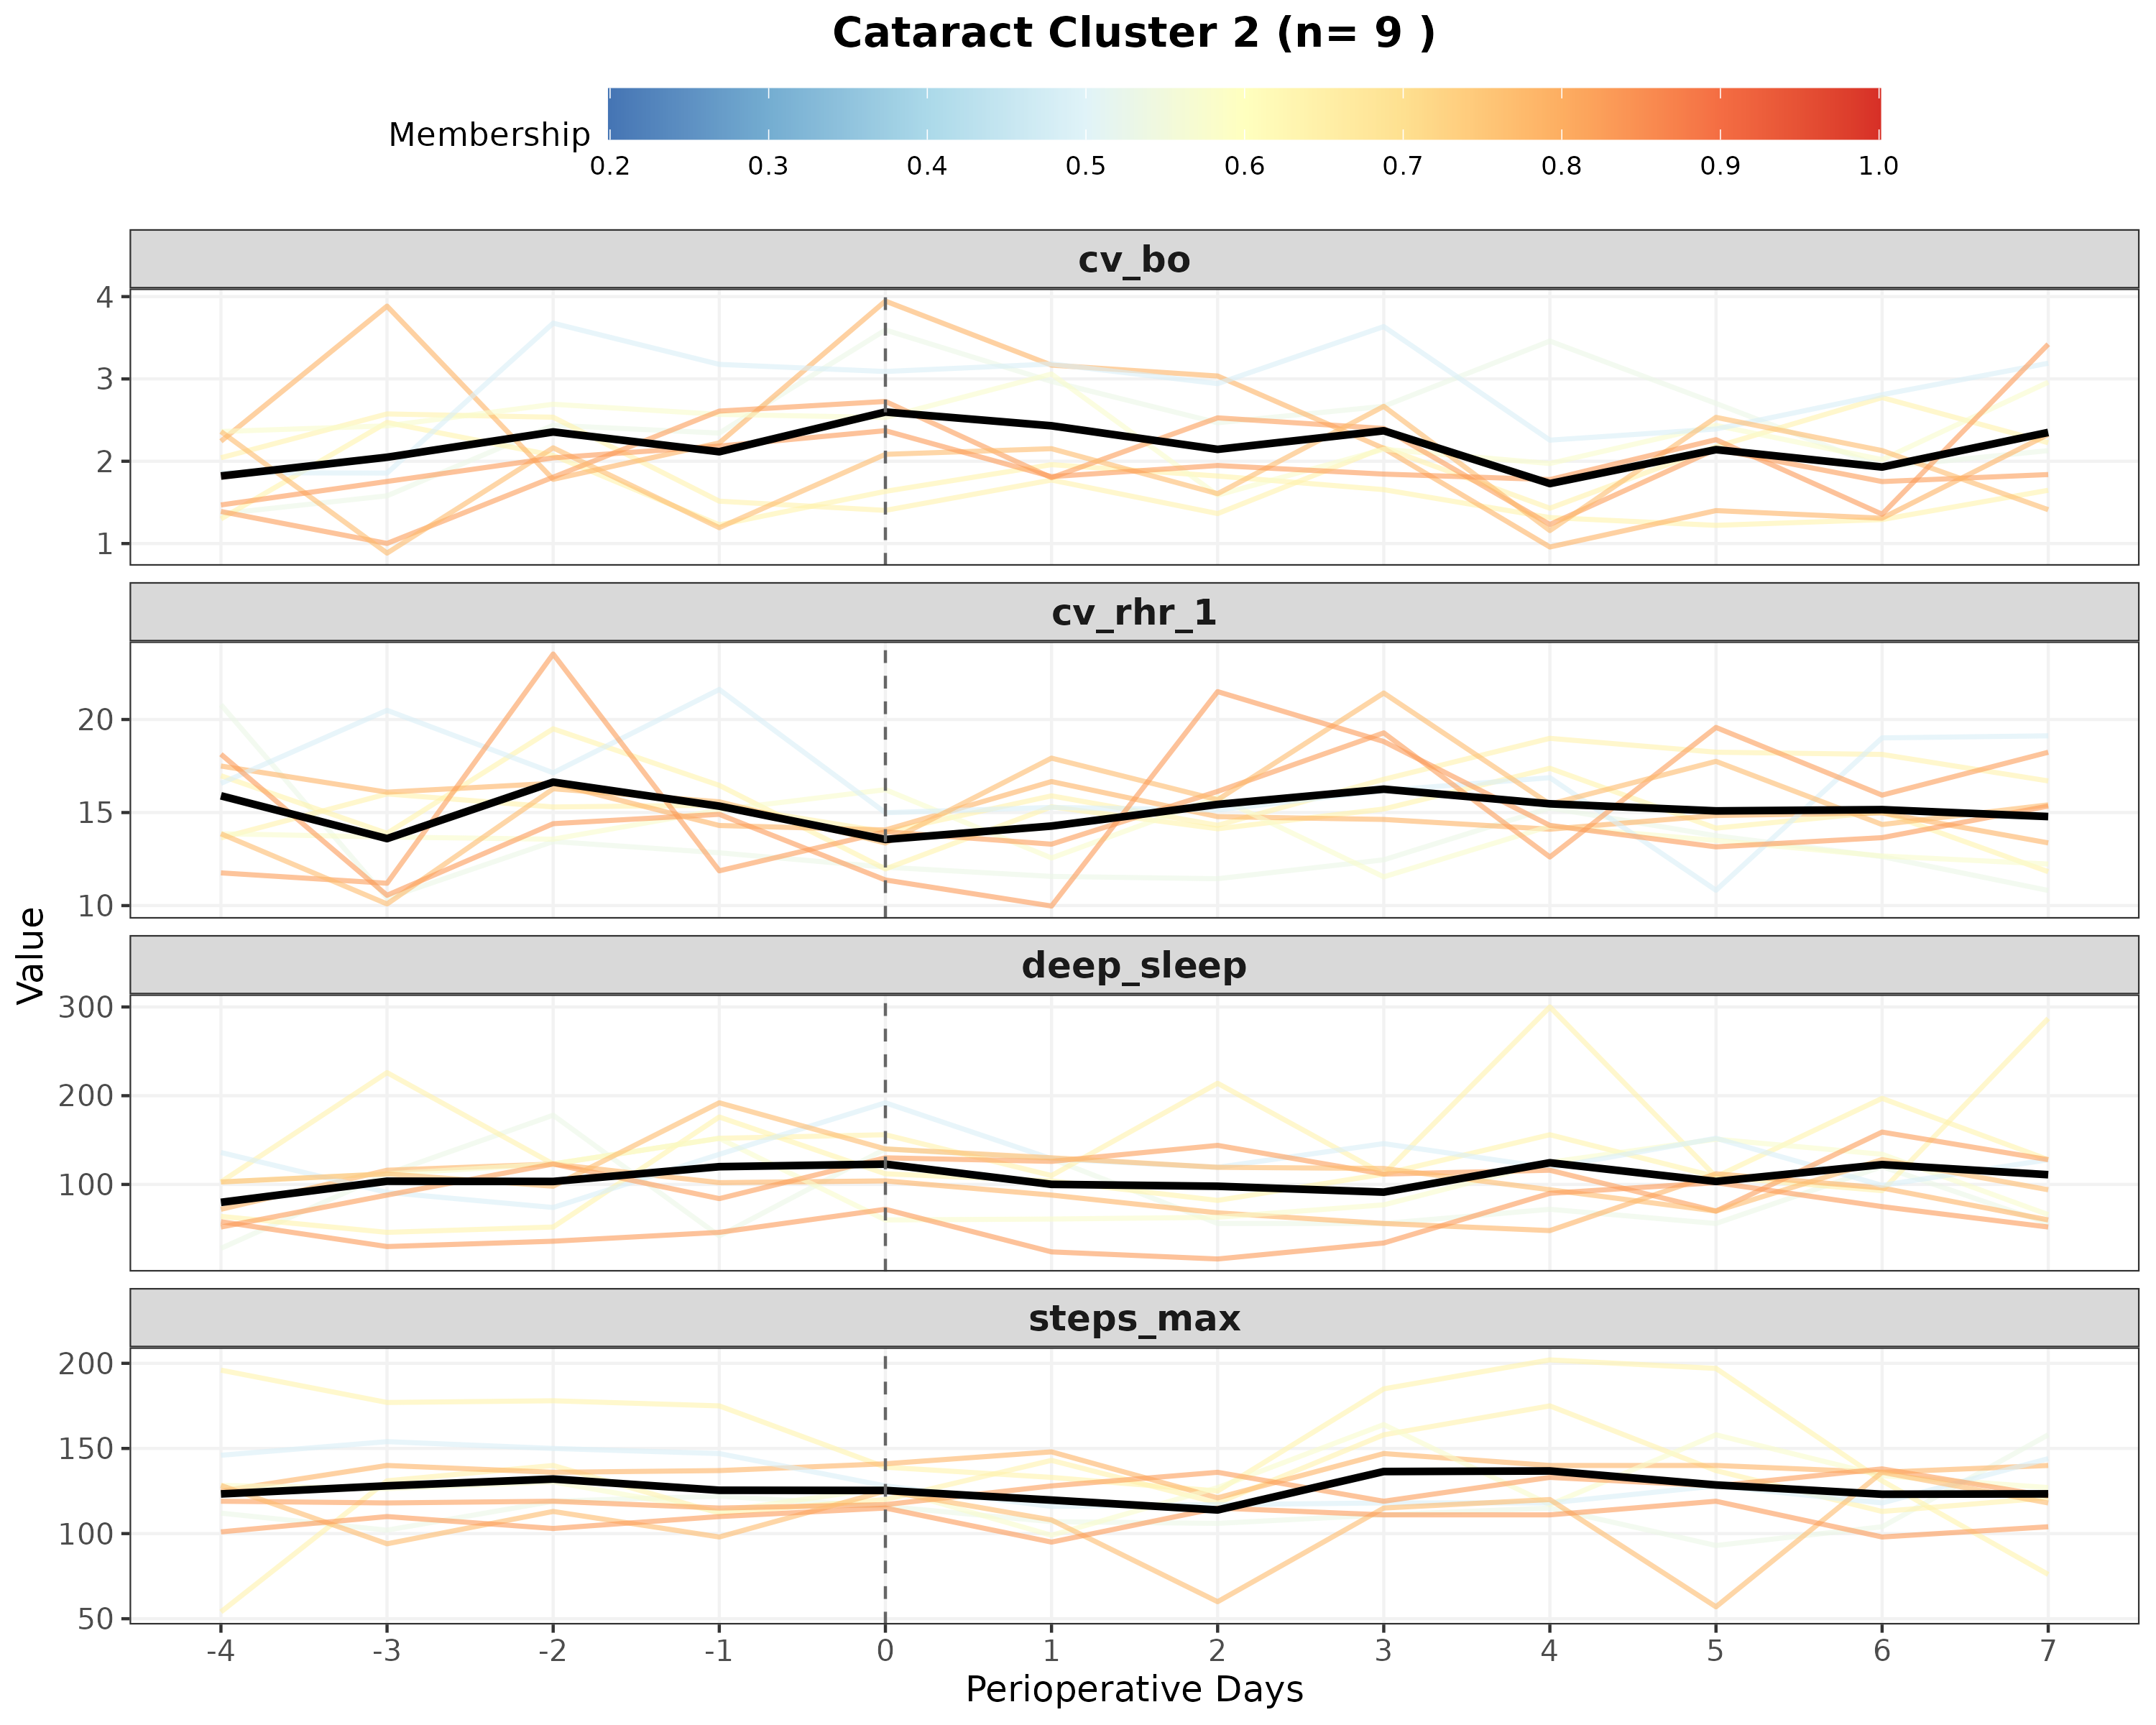 Cataract Cluster 2 (n= 9 )
Membership
0.2 0.3 0.4 0.5 0.6 0.7 0.8 0.9 1.0
cv_bo
4
3
2
1
cv_rhr_1
20
15
10
Value
deep_sleep
300
200
100
steps_max
200
150
100
50
-4 -3 -2 -1 0 1 2 3 4 5 6 7
Perioperative Days